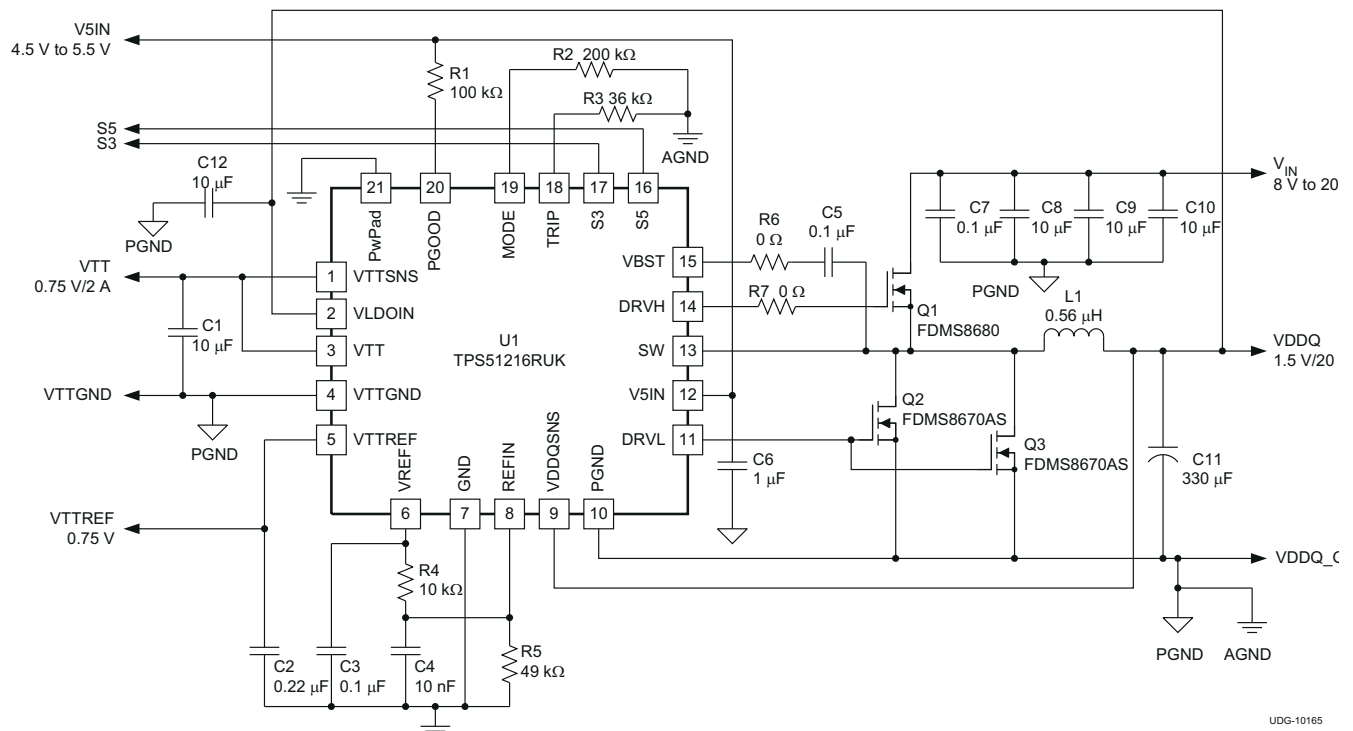 V5IN
4.5 V to 5.5 V
R1
100 kΩ
R2 200 kΩ
R3 36 kΩ
AGND
S5
S3
C12
10 μF
PGND
21
20
19
18
17
16
PwPad
PGOOD
MODE
TRIP
S3
S5
VTT
0.75 V/2 A
C1
10 μF
VTTGND
PGND
VTTREF
0.75 V
1 VTTSNS
2 VLDOIN
3 VTT
4 VTTGND
5 VTTREF
U1
TPS51216RUK
VBST 15
DRVH 14
SW 13
V5IN 12
DRVL 11
VREF
GND
REFIN
VDDQSNS
PGND
6
7
8
9
10
R6
0 Ω
C5
0.1 μF
R7 0 Ω
Q1
FDMS8680
Q2
FDMS8670AS
Q3
FDMS8670AS
C6
1 μF
C7
0.1 μF
C8
10 μF
C9
10 μF
C10
10 μF
PGND
VIN
8 V to 20
L1
0.56 μH
VDDQ
1.5 V/20
C11
330 μF
VDDQ_
PGND
AGND
R4
10 kΩ
R5
49 kΩ
C2
0.22 μF
C3
0.1 μF
C4
10 nF
UDG-10165